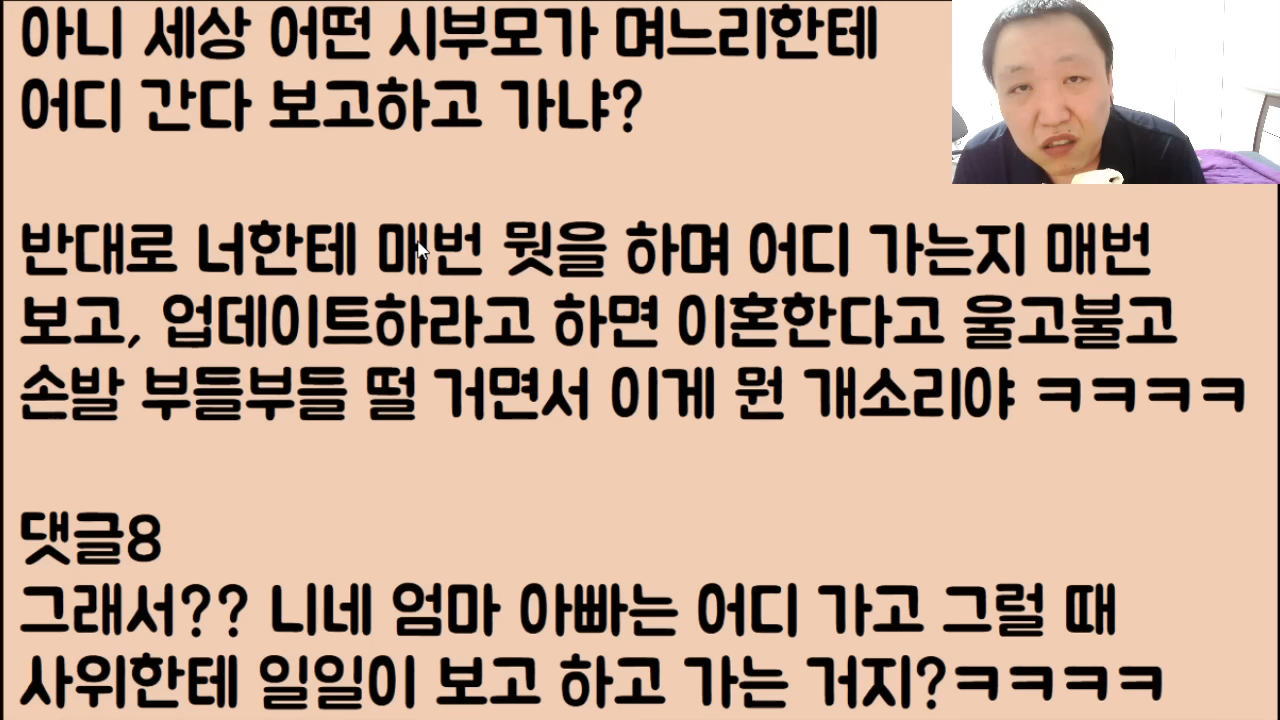 아니 세상 어떤 시부모가 며느리한테
어디 간다 보고하고 가냐?
반대로 너한테 매번 뭣을 하며 어디 가는지 매번
보고, 업데이트하라고 하면 이혼한다고 울고불고
손발 부들부들 떨 거면서 이게 뭔 개소리야 ㅋㅋㅋㅋ
댓글8
그래서?? 니네 엄마 아빠는 어디 가고 그럴 때
사위한테 일일이 보고 하고 가는 거지?ㅋㅋㅋㅋ